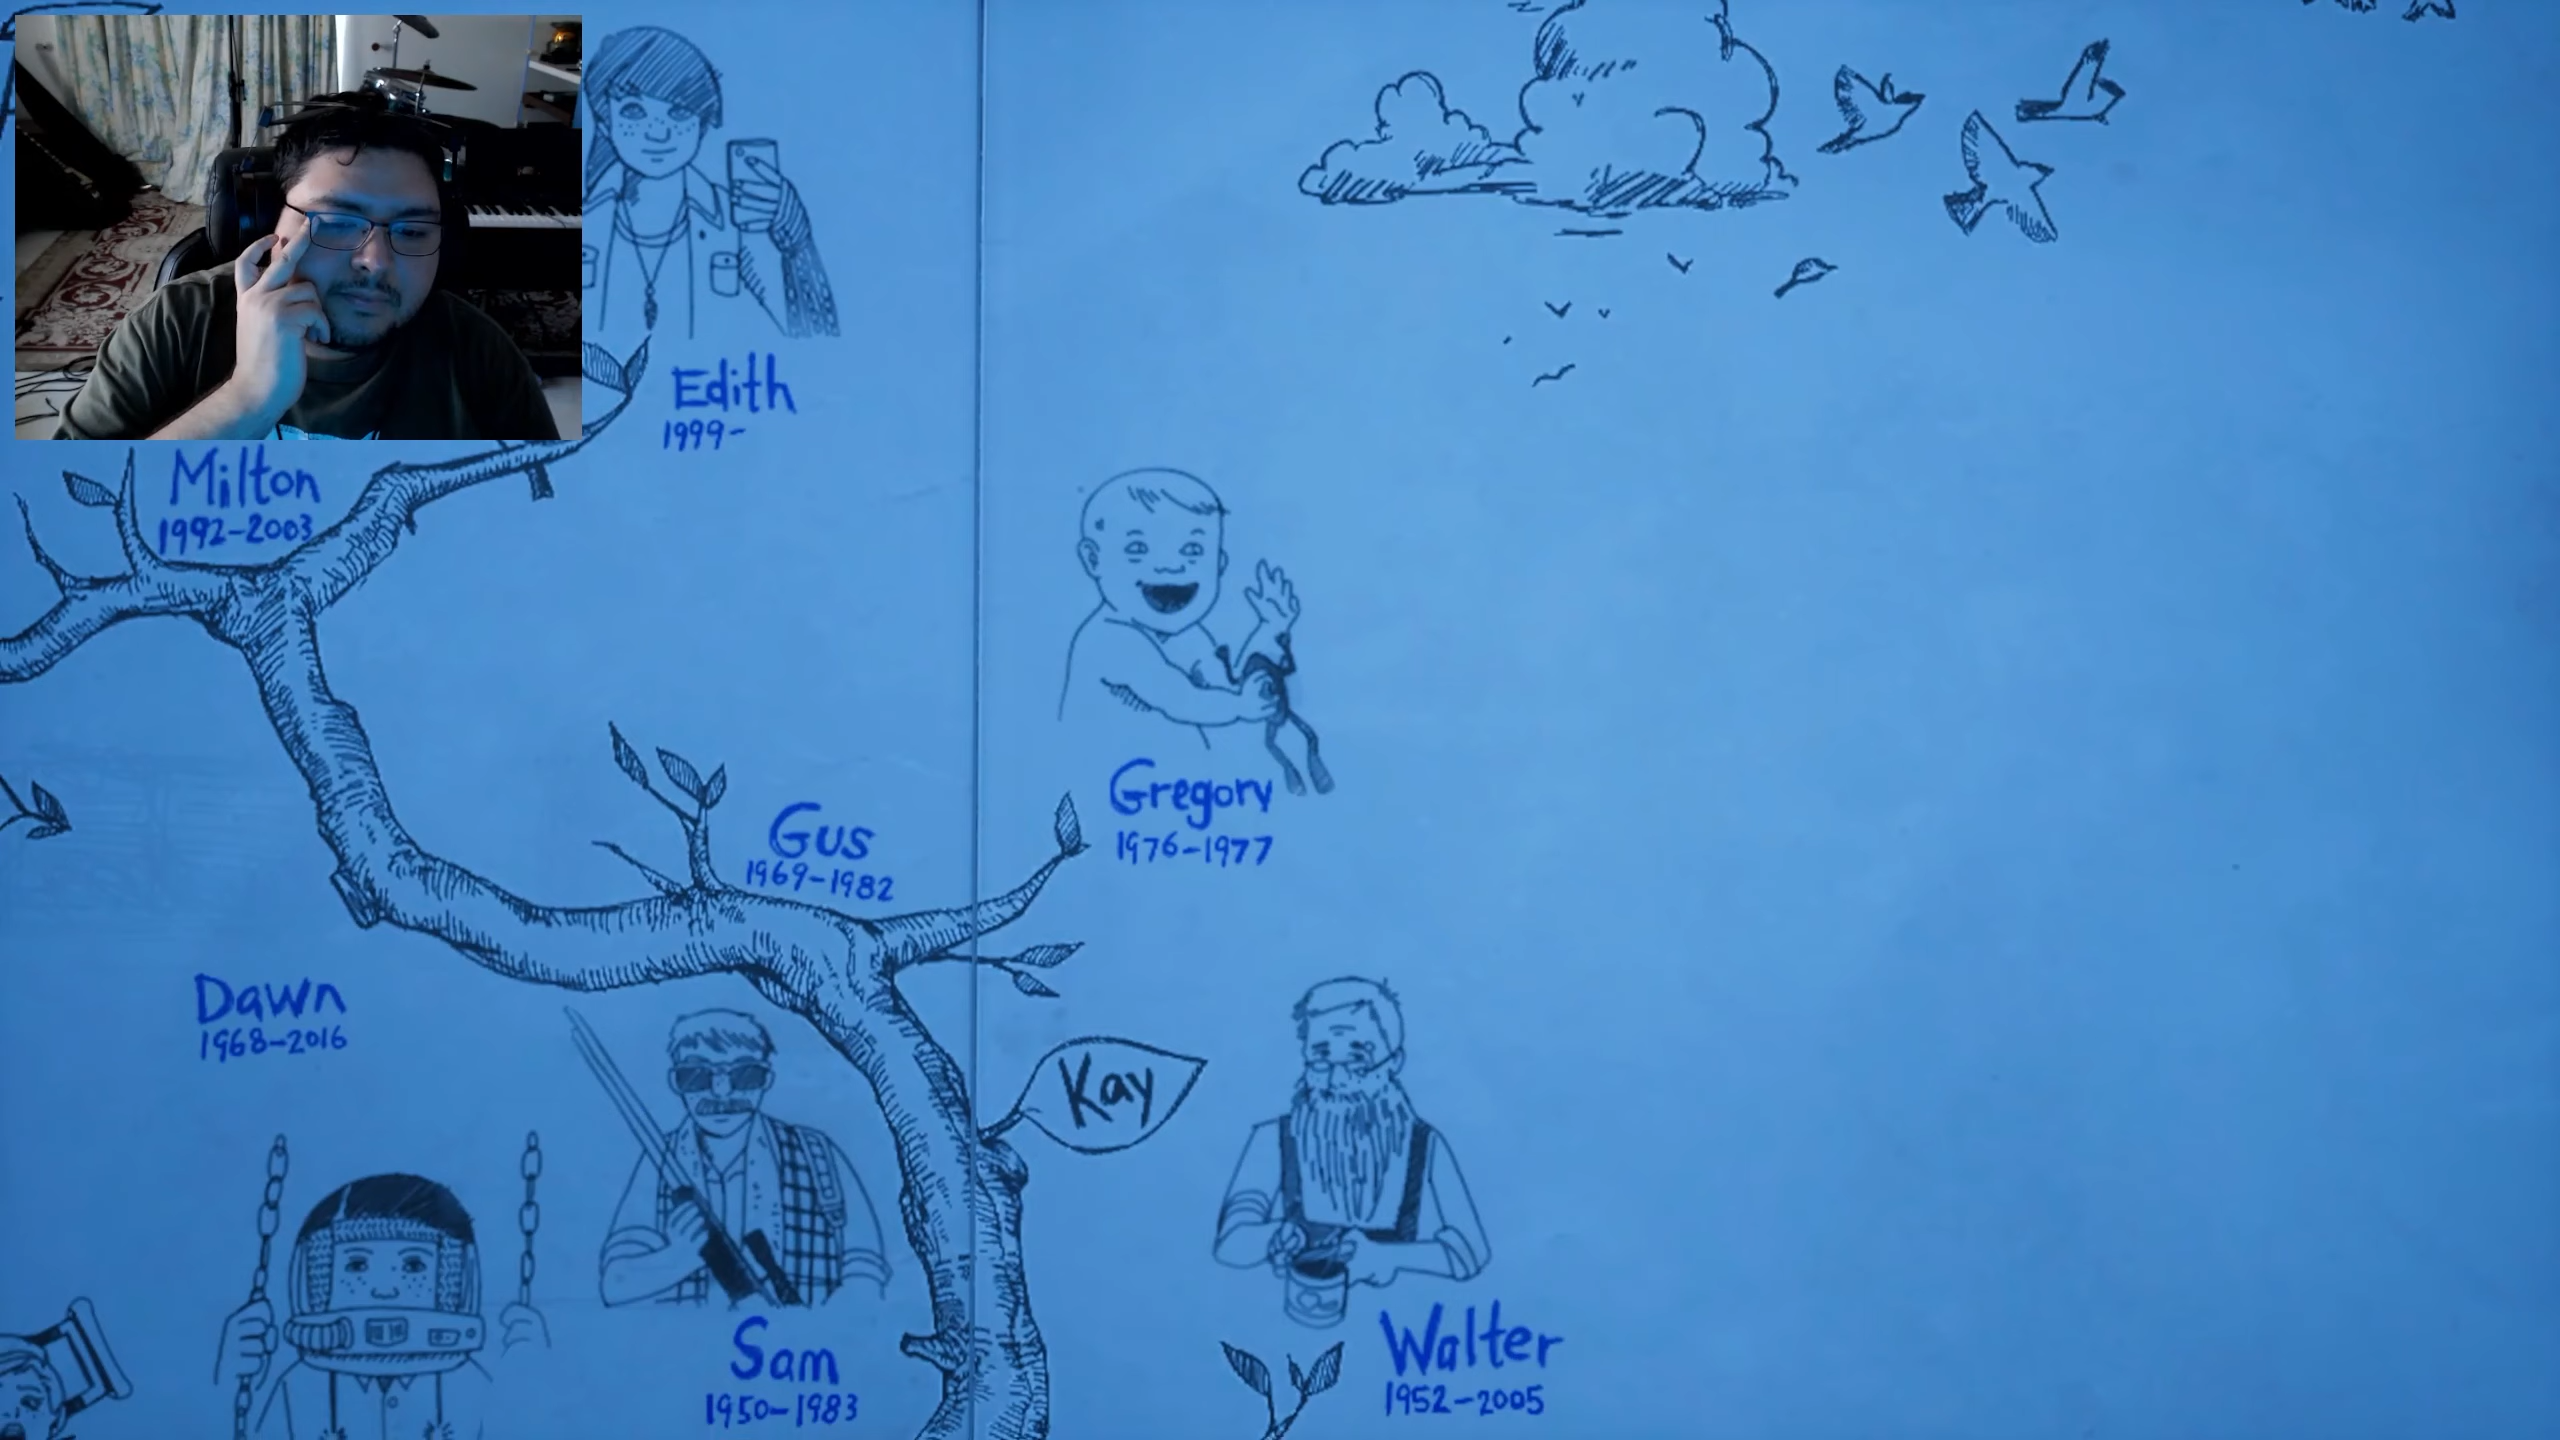 Edith
1999-
Milton
1992-2003
Gregory
1976-1977
Gus
1969-1982
Dawn
1968-2016
Kay
Sam
1950-1983
Walter
1952-2005